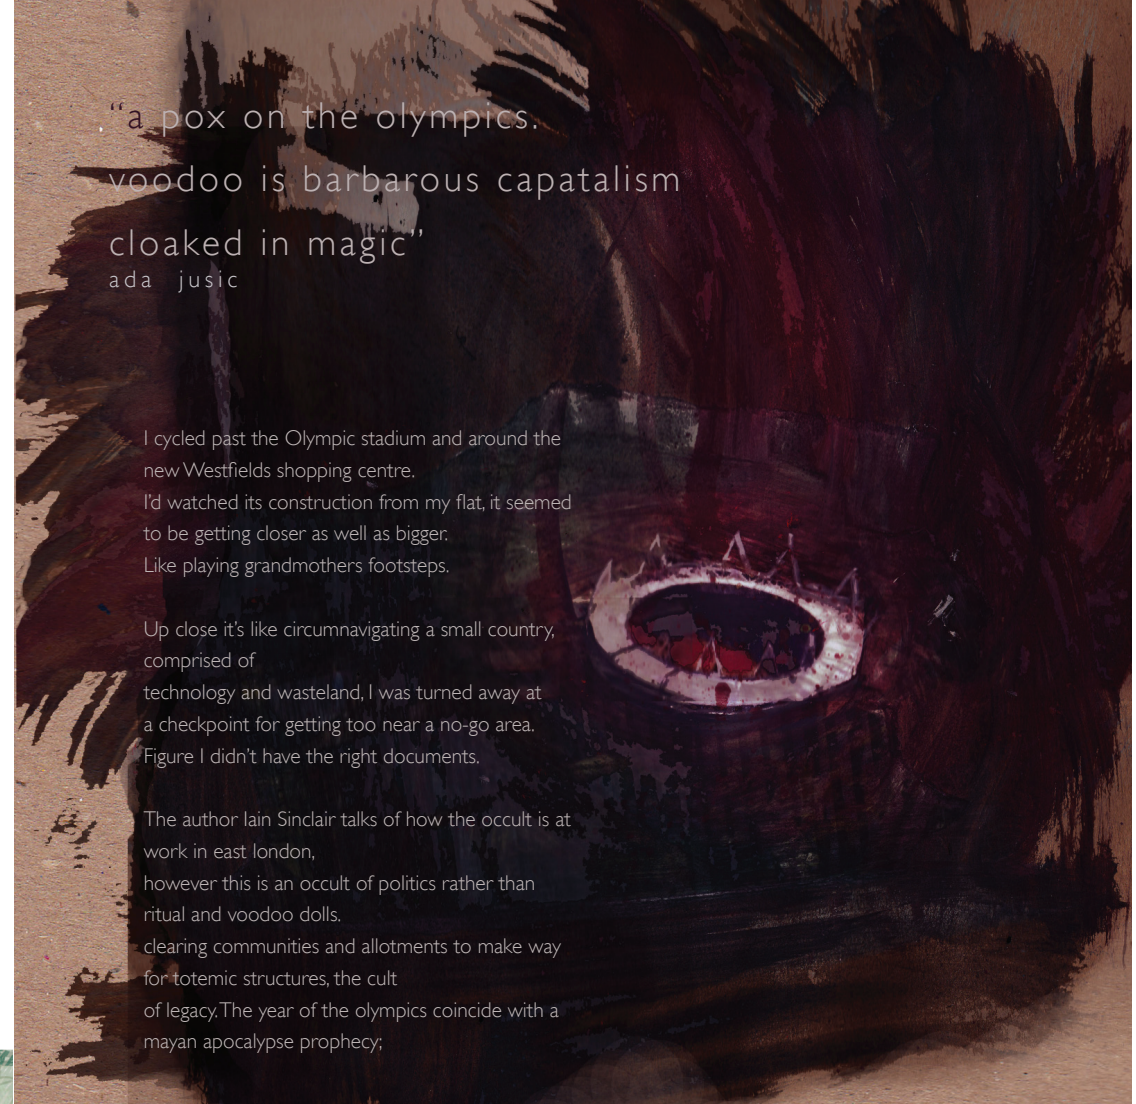 “a pox on the olympics.
voodoo is barbarous capatalism
cloaked in magic”
ada jusic
I cycled past the Olympic stadium and around the
new Westfields shopping centre.
I’d watched its construction from my flat, it seemed
to be getting closer as well as bigger.
Like playing grandmothers footsteps.
Up close it’s like circumnavigating a small country,
comprised of
technology and wasteland, I was turned away at
a checkpoint for getting too near a no-go area.
Figure I didn’t have the right documents.
The author Iain Sinclair talks of how the occult is at
work in east london,
however this is an occult of politics rather than
ritual and voodoo dolls.
clearing communities and allotments to make way
for totemic structures, the cult
of legacy.The year of the olympics coincide with a
mayan apocalypse prophecy;